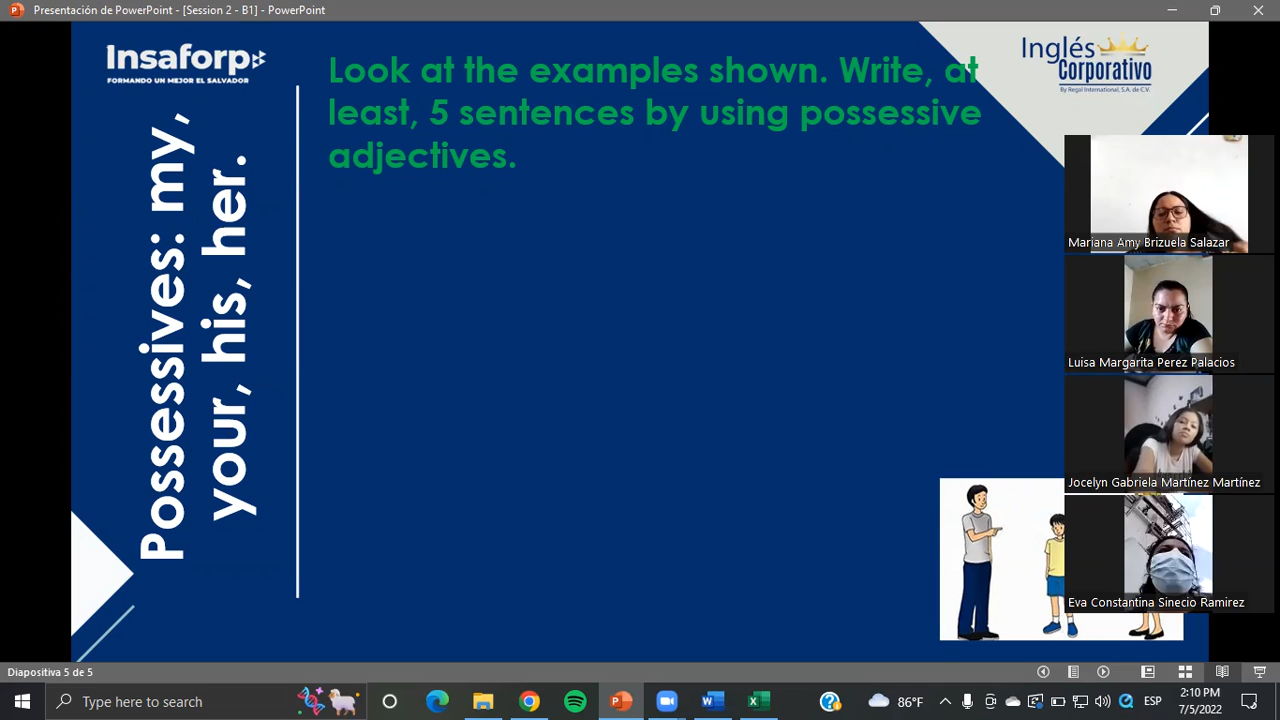 Presentación de PowerPoint - [Session 2 - B1] - PowerPoint
Insaforp
FORMANDO UN MEJOR EL SALVADOR
Possessives: my,
your, his, her.
Look at the examples shown. Write, at
least, 5 sentences by using possessive
adjectives.
Inglés
Corporativo
By Regal International, S.A. de C.V.
Mariana Amy Brizuela Salazar
Luisa Margarita Perez Palacios
Jocelyn Gabriela Martínez Martínez
Eva Constantina Sinecio Ramirez
Diapositiva 5 de 5
Type here to search
86°F
ESP
2:10 PM
7/5/2022